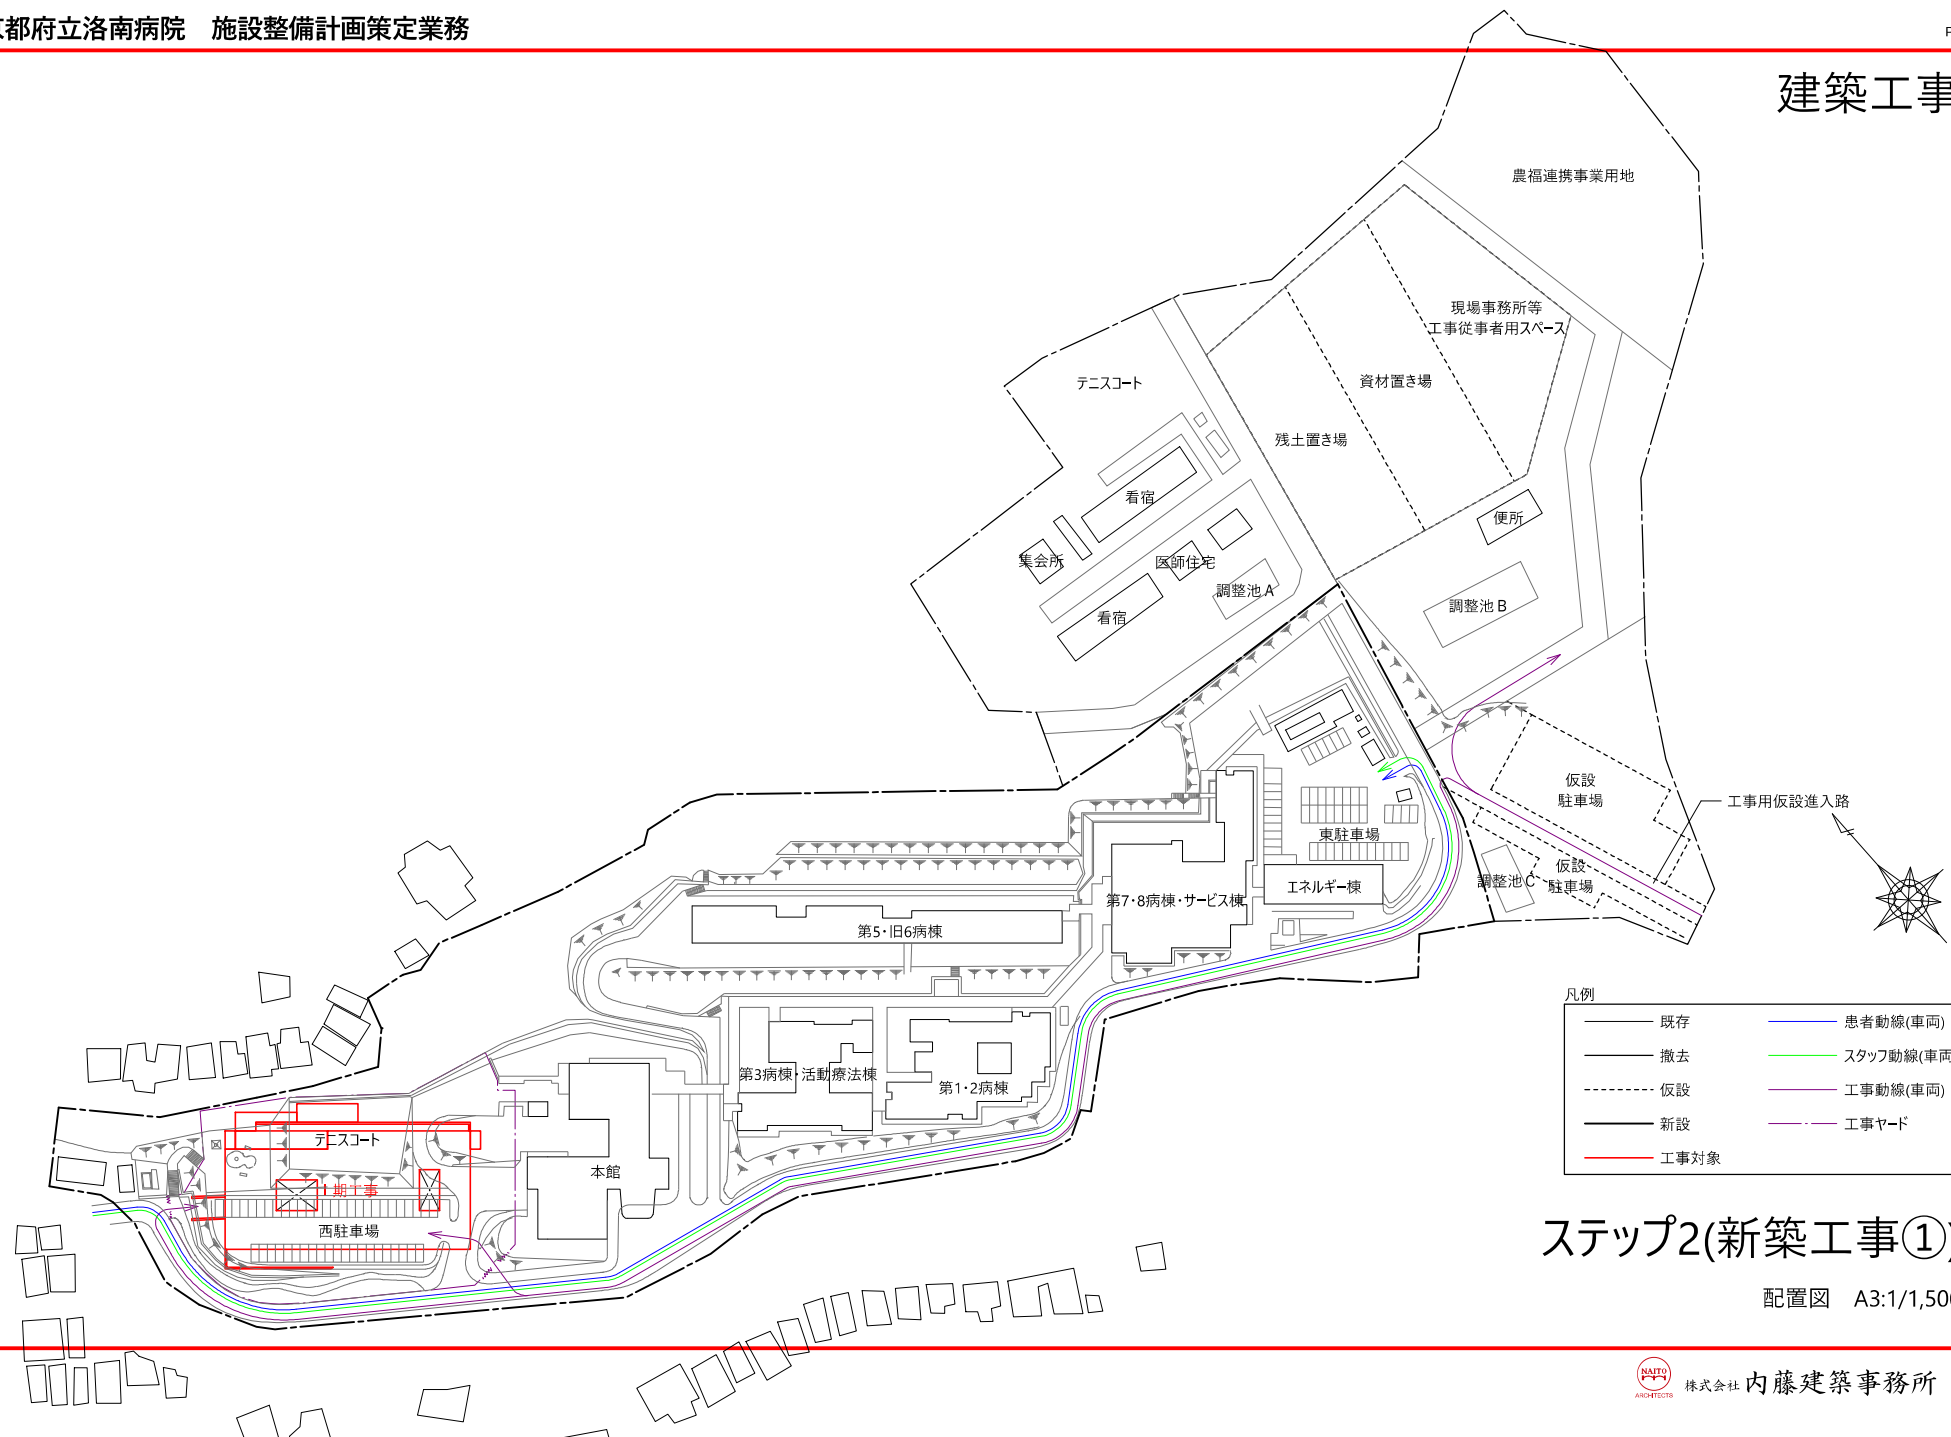 都府立洛南病院　施設整備計画策定業務
建築工事
農福連携事業用地
現場事務所等
工事従事者用スペース
テニスコート
資材置き場
残土置き場
看宿
便所
集会所
医師住宅
調整池 A
調整池 B
看宿
仮設
駐車場
工事用仮設進入路
東駐車場
仮設
駐車場
調整池 C
エネルギー棟
第7・8病棟・サービス棟
第5・旧6病棟
凡例
既存
患者動線(車両)
撤去
スタッフ動線(車両
仮設
工事動線(車両)
新設
工事ヤード
工事対象
第3病棟・活動療法棟
第1・2病棟
テニスコート
本館
Ⅰ期工事
西駐車場
ステップ2(新築工事①)
配置図　A3:1/1,500
NAITO
ARCHITECTS
株式会社 内藤建築事務所